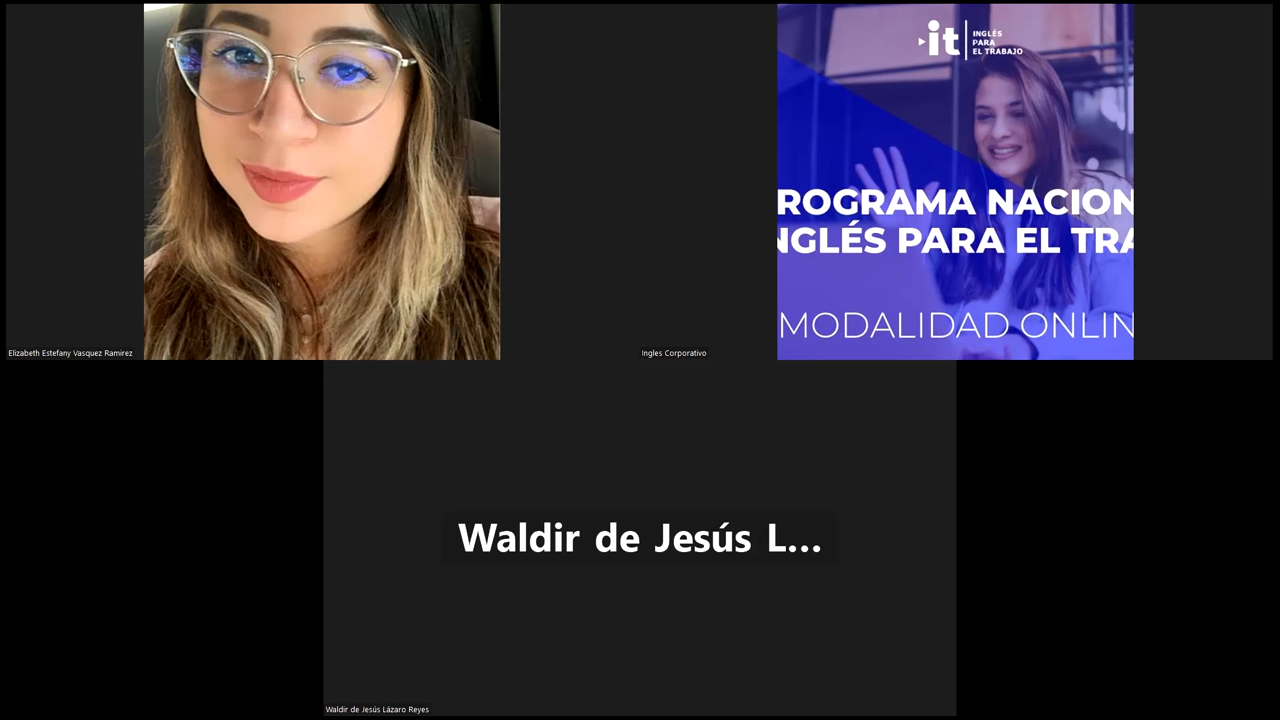 it
INGLÉS
PARA
EL TRABAJO
ROGRAMA NACION
NGLÉS PARA EL TRA
MODALIDAD ONLIN
Elizabeth Estefany Vasquez Ramirez
Ingles Corporativo
Waldir de Jesús L...
Waldir de Jesús Lázaro Reyes